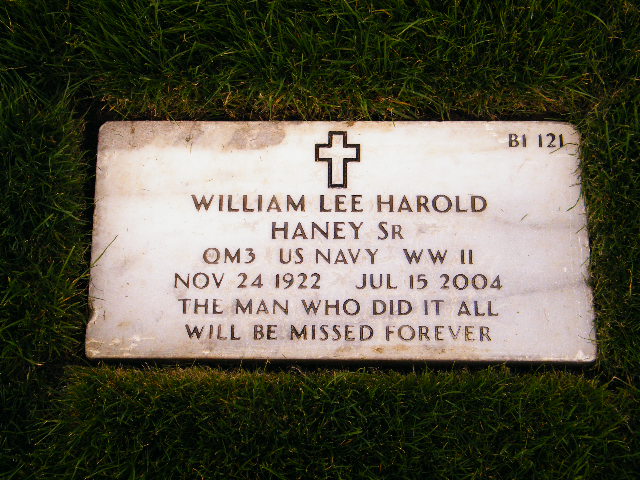 B1 121
WILLIAM LEE HAROLD
HANEY SR
QM3 US NAVY WW II
NOV 24 1922 JUL 15 2004
THE MAN WHO DID IT ALL
WILL BE MISSED FOREVER